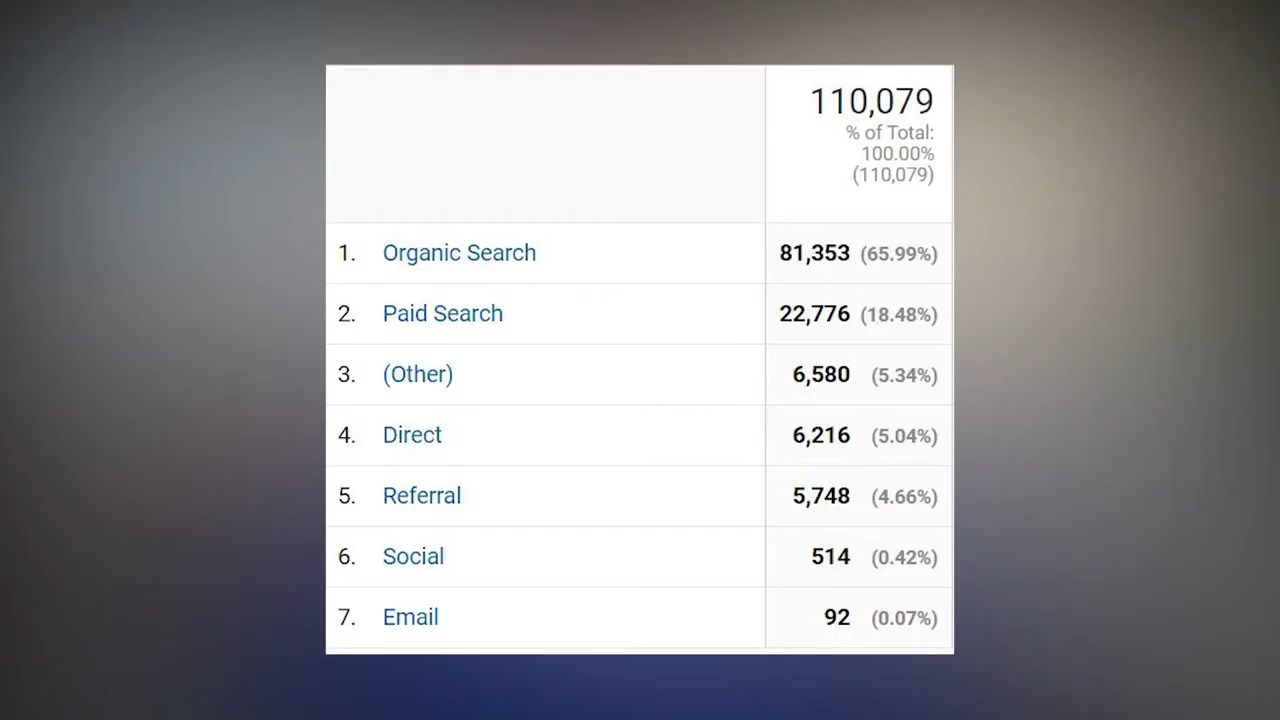 110,079
% of Total:
100.00%
(110,079)
1. Organic Search 81,353 (65.99%)
2. Paid Search 22,776 (18.48%)
3. (Other) 6,580 (5.34%)
4. Direct 6,216 (5.04%)
5. Referral 5,748 (4.66%)
6. Social 514 (0.42%)
7. Email 92 (0.07%)